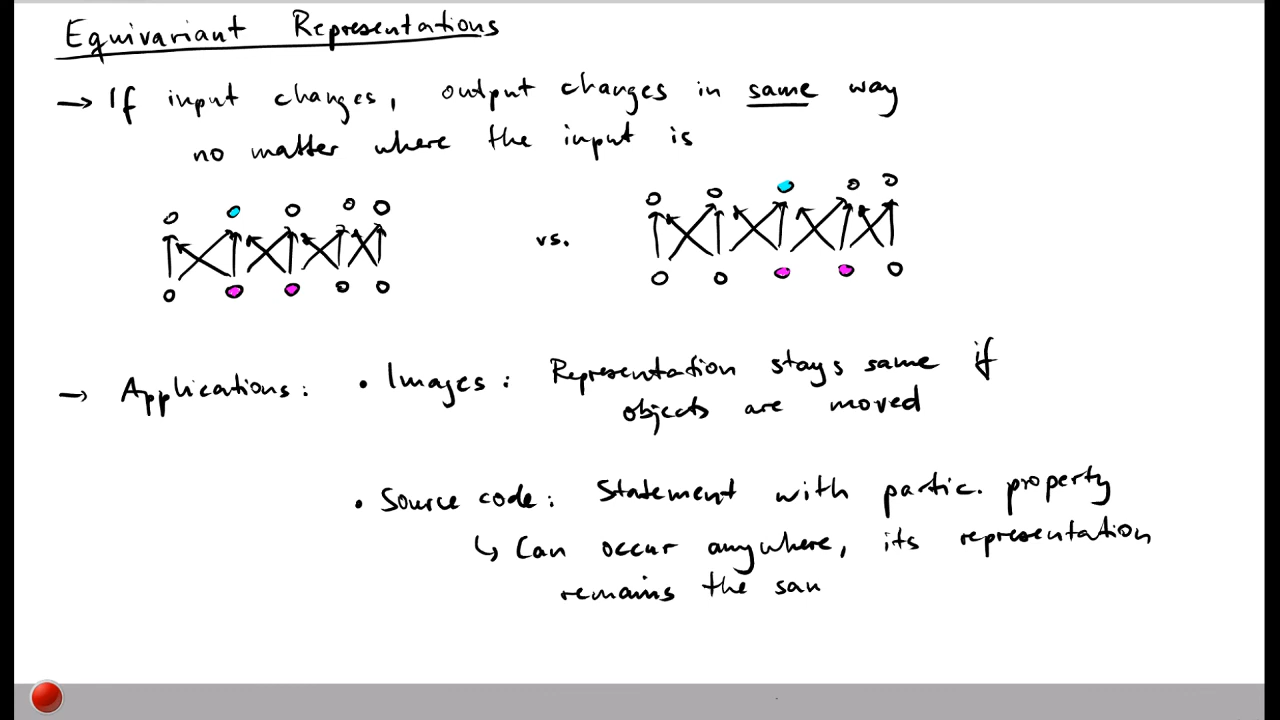 Equivariant Representations
→ If input changes, output changes in same way
no matter where the input is
vs.
→ Applications: • Images: Representation stays same if
objects are moved
• Source code: Statement with partic. property
↳ Can occur anywhere, its representation
remains the sam